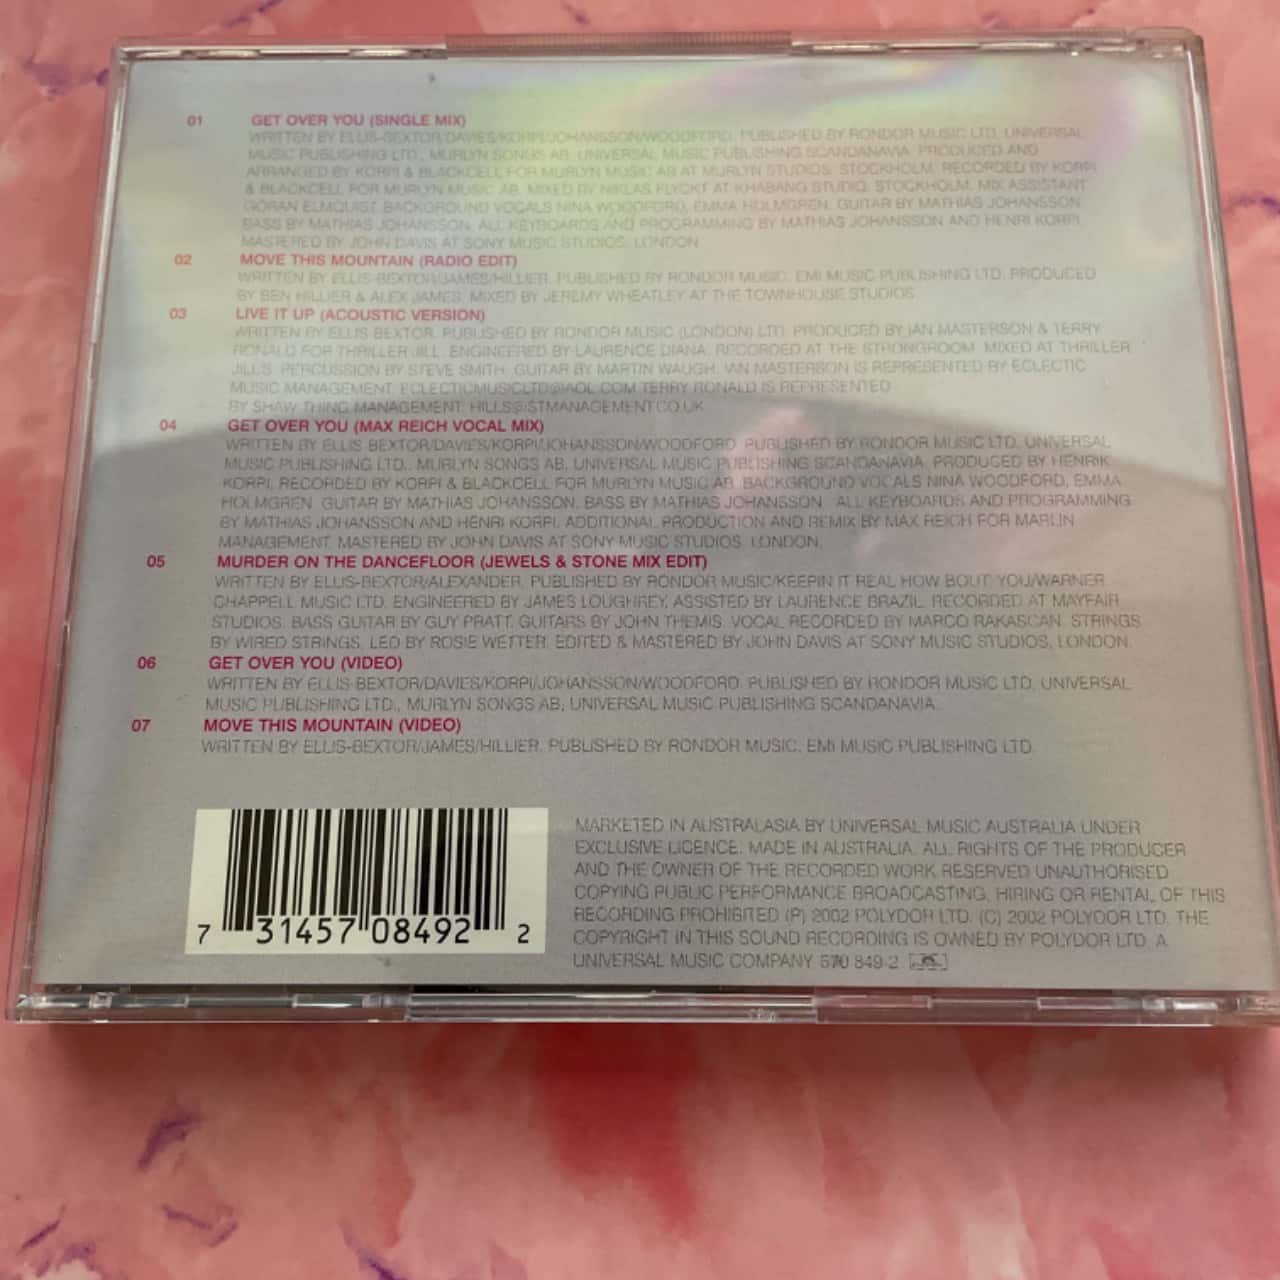 01 GET OVER YOU (SINGLE MIX)
WRITTEN BY ELLIS-BEXTOR/DAVIES/KORPI/JOHANSSON/WOODFORD. PUBLISHED BY RONDOR MUSIC LTD, UNIVERSAL
MUSIC PUBLISHING LTD., MURLYN SONGS AB, UNIVERSAL MUSIC PUBLISHING SCANDANAVIA. PRODUCED AND
ARRANGED BY KORPI & BLACKCELL FOR MURLYN MUSIC AB AT MURLYN STUDIOS, STOCKHOLM. RECORDED BY KORPI
& BLACKCELL FOR MURLYN MUSIC AB. MIXED BY NIKLAS FLYCKT AT KHABANG STUDIO, STOCKHOLM. MIX ASSISTANT
GORAN ELMQUIST. BACKGROUND VOCALS NINA WOODFORD, EMMA HOLMGREN. GUITAR BY MATHIAS JOHANSSON.
BASS BY MATHIAS JOHANSSON. ALL KEYBOARDS AND PROGRAMMING BY MATHIAS JOHANSSON AND HENRI KORPI.
MASTERED BY JOHN DAVIS AT SONY MUSIC STUDIOS, LONDON
02 MOVE THIS MOUNTAIN (RADIO EDIT)
WRITTEN BY ELLIS-BEXTOR/JAMES/HILLIER. PUBLISHED BY RONDOR MUSIC, EMI MUSIC PUBLISHING LTD. PRODUCED
BY BEN HILLIER & ALEX JAMES. MIXED BY JEREMY WHEATLEY AT THE TOWNHOUSE STUDIOS.
03 LIVE IT UP (ACOUSTIC VERSION)
WRITTEN BY ELLIS BEXTOR. PUBLISHED BY RONDOR MUSIC (LONDON) LTD. PRODUCED BY IAN MASTERSON & TERRY
RONALD FOR THRILLER JILL. ENGINEERED BY LAURENCE DIANA. RECORDED AT THE STRONGROOM. MIXED AT THRILLER
JILL'S. PERCUSSION BY STEVE SMITH. GUITAR BY MARTIN WAUGH. IAN MASTERSON IS REPRESENTED BY ECLECTIC
MUSIC MANAGEMENT. ECLECTICMUSICLTD@AOL.COM TERRY RONALD IS REPRESENTED
BY SHAW THING MANAGEMENT: HILLS@STMANAGEMENT.CO.UK
04 GET OVER YOU (MAX REICH VOCAL MIX)
WRITTEN BY ELLIS BEXTOR/DAVIES/KORPI/JOHANSSON/WOODFORD. PUBLISHED BY RONDOR MUSIC LTD, UNIVERSAL
MUSIC PUBLISHING LTD., MURLYN SONGS AB, UNIVERSAL MUSIC PUBLISHING SCANDANAVIA. PRODUCED BY HENRIK
KORPI. RECORDED BY KORPI & BLACKCELL FOR MURLYN MUSIC AB. BACKGROUND VOCALS NINA WOODFORD, EMMA
HOLMGREN. GUITAR BY MATHIAS JOHANSSON. BASS BY MATHIAS JOHANSSON. ALL KEYBOARDS AND PROGRAMMING
BY MATHIAS JOHANSSON AND HENRI KORPI. ADDITIONAL PRODUCTION AND REMIX BY MAX REICH FOR MARLIN
MANAGEMENT. MASTERED BY JOHN DAVIS AT SONY MUSIC STUDIOS, LONDON.
05 MURDER ON THE DANCEFLOOR (JEWELS & STONE MIX EDIT)
WRITTEN BY ELLIS-BEXTOR/ALEXANDER. PUBLISHED BY RONDOR MUSIC/KEEPIN IT REAL HOW BOUT YOU/WARNER
CHAPPELL MUSIC LTD. ENGINEERED BY JAMES LOUGHREY, ASSISTED BY LAURENCE BRAZIL. RECORDED AT MAYFAIR
STUDIOS. BASS GUITAR BY GUY PRATT. GUITARS BY JOHN THEMIS. VOCAL RECORDED BY MARCO RAKASCAN. STRINGS
BY WIRED STRINGS, LED BY ROSIE WETTER. EDITED & MASTERED BY JOHN DAVIS AT SONY MUSIC STUDIOS, LONDON.
06 GET OVER YOU (VIDEO)
WRITTEN BY ELLIS-BEXTOR/DAVIES/KORPI/JOHANSSON/WOODFORD. PUBLISHED BY RONDOR MUSIC LTD, UNIVERSAL
MUSIC PUBLISHING LTD., MURLYN SONGS AB, UNIVERSAL MUSIC PUBLISHING SCANDANAVIA.
07 MOVE THIS MOUNTAIN (VIDEO)
WRITTEN BY ELLIS-BEXTOR/JAMES/HILLIER. PUBLISHED BY RONDOR MUSIC, EMI MUSIC PUBLISHING LTD.
7 31457 08492 2
MARKETED IN AUSTRALASIA BY UNIVERSAL MUSIC AUSTRALIA UNDER
EXCLUSIVE LICENCE. MADE IN AUSTRALIA. ALL RIGHTS OF THE PRODUCER
AND THE OWNER OF THE RECORDED WORK RESERVED UNAUTHORISED
COPYING PUBLIC PERFORMANCE BROADCASTING, HIRING OR RENTAL OF THIS
RECORDING PROHIBITED (P) 2002 POLYDOR LTD. (C) 2002 POLYDOR LTD. THE
COPYRIGHT IN THIS SOUND RECORDING IS OWNED BY POLYDOR LTD. A
UNIVERSAL MUSIC COMPANY 570 849-2